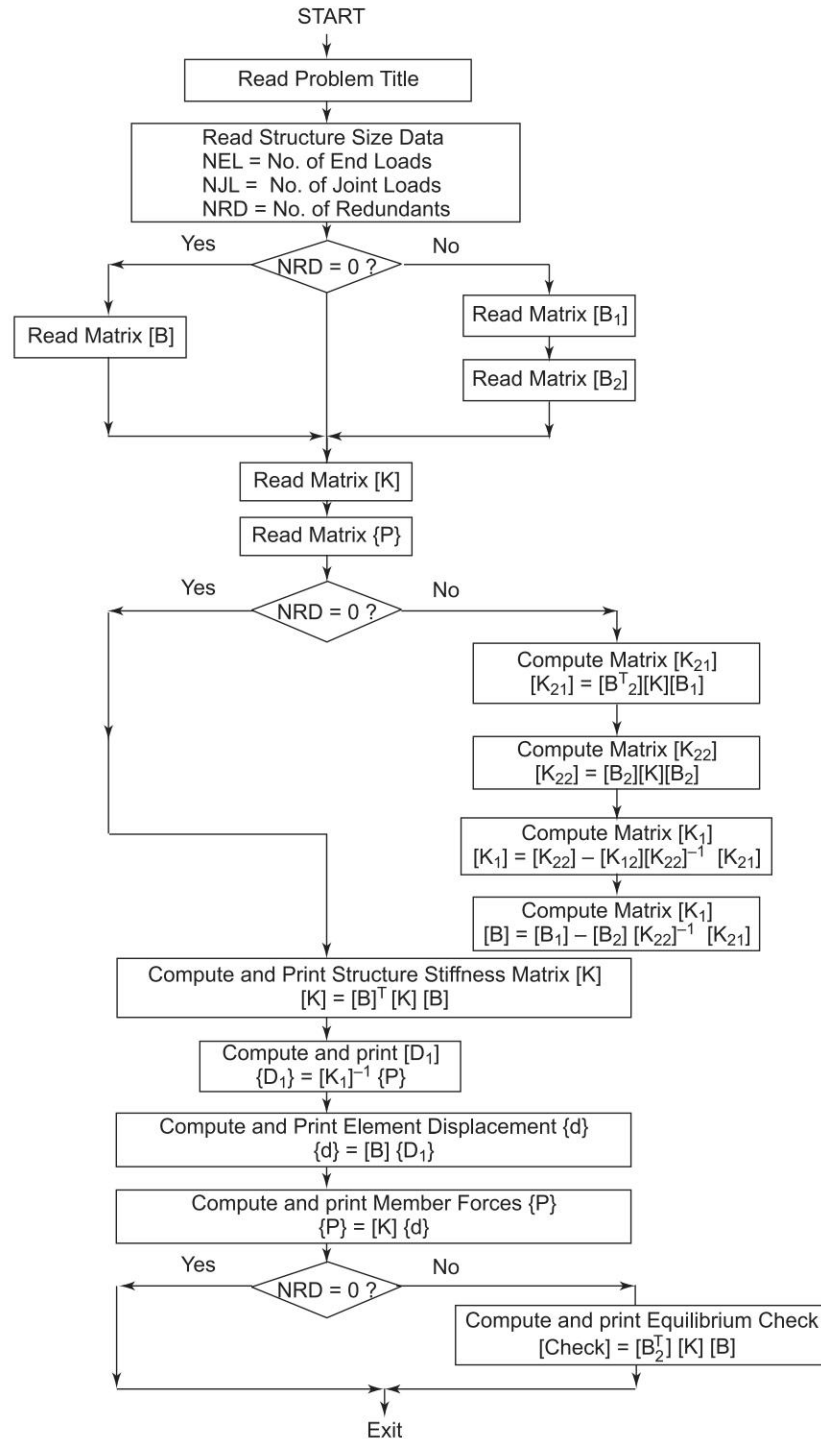 START
Read Problem Title
Read Structure Size Data
NEL = No. of End Loads
NJL = No. of Joint Loads
NRD = No. of Redundants
Yes
No
NRD = 0 ?
Read Matrix [B]
Read Matrix [B₁]
Read Matrix [B₂]
Read Matrix [K]
Read Matrix {P}
Yes
No
NRD = 0 ?
Compute Matrix [K₂₁]
[K₂₁] = [Bᵀ₂][K][B₁]
Compute Matrix [K₂₂]
[K₂₂] = [B₂][K][B₂]
Compute Matrix [K₁]
[K₁] = [K₂₂] – [K₁₂][K₂₂]⁻¹ [K₂₁]
Compute Matrix [K₁]
[B] = [B₁] – [B₂] [K₂₂]⁻¹ [K₂₁]
Compute and Print Structure Stiffness Matrix [K]
[K] = [B]ᵀ [K] [B]
Compute and print [D₁]
{D₁} = [K₁]⁻¹ {P}
Compute and Print Element Displacement {d}
{d} = [B] {D₁}
Compute and print Member Forces {P}
{P} = [K] {d}
Yes
No
NRD = 0 ?
Compute and print Equilibrium Check
[Check] = [B₂ᵀ] [K] [B]
Exit